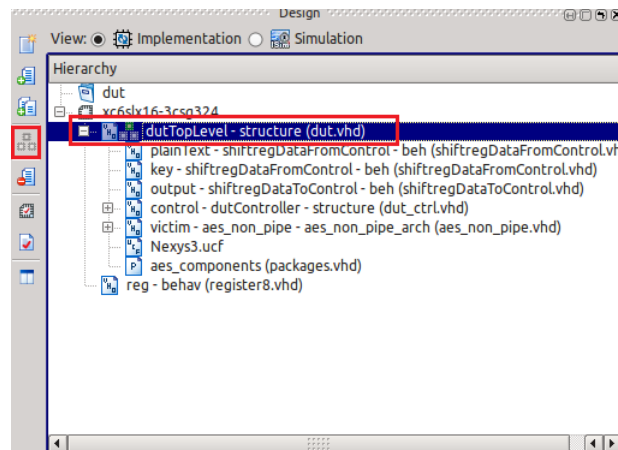 Design
View: Implementation Simulation
Hierarchy
dut
xc6slx16-3csg324
dutTopLevel - structure (dut.vhd)
plainText - shiftregDataFromControl - beh (shiftregDataFromControl.vh
key - shiftregDataFromControl - beh (shiftregDataFromControl.vhd)
output - shiftregDataToControl - beh (shiftregDataToControl.vhd)
control - dutController - structure (dut_ctrl.vhd)
victim - aes_non_pipe - aes_non_pipe_arch (aes_non_pipe.vhd)
Nexys3.ucf
aes_components (packages.vhd)
reg - behav (register8.vhd)